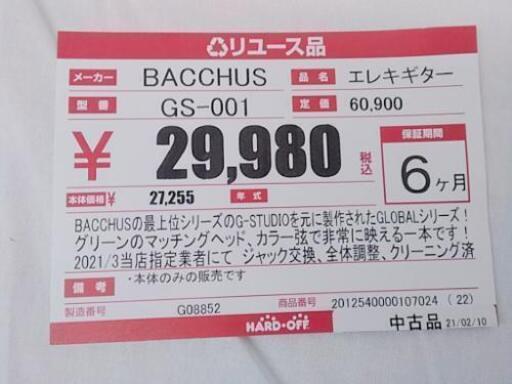 リユース品
メーカー BACCHUS 品名 エレキギター
型番 GS-001 定価 60,900
¥ 29,980 税込
保証期間
6ヶ月
本体価格 ¥ 27,255 年式
BACCHUSの最上位シリーズのG-STUDIOを元に製作されたGLOBALシリーズ!
グリーンのマッチングヘッド、カラー弦で非常に映える一本です!
2021/3当店指定業者にて ジャック交換、全体調整、クリーニング済
備考 ・本体のみの販売です
製造番号 G08852 商品番号 2012540000107024 (22)
HARD・OFF 中古品 21/02/10